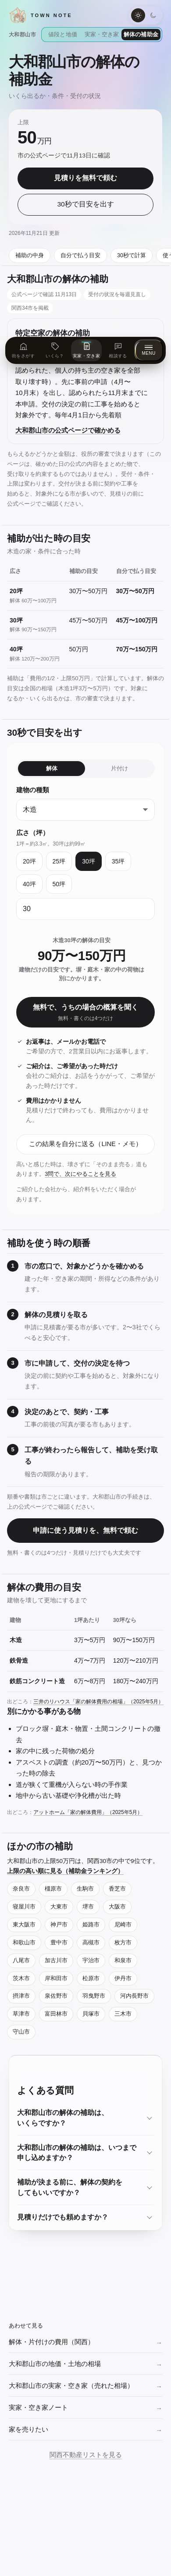 TOWN NOTE
大和郡山市
値段と地価
実家・空き家
解体の補助金
大和郡山市の解体の
補助金
いくら出るか・条件・受付の状況
上限
50万円
市の公式ページで11月13日に確認
見積りを無料で頼む
30秒で目安を出す
2026年11月21日 更新
補助の中身
自分で払う目安
30秒で計算
大和郡山市の解体の補助
公式ページで確認 11月13日
受付の状況を毎週見直し
関西34市を掲載
特定空家の解体の補助
街をさがす
いくら？
実家・空き家
相談する
MENU
認められた、個人の持ち主の空き家を全部
取り壊す時）、先に事前の申請（4月〜
10月末）を出し、認められたら11月末までに
本申請。交付の決定の前に工事を始めると
対象外です。毎年4月1日から先着順
大和郡山市の公式ページで確かめる
もらえるかどうかと金額は、役所の審査で決まります（この
ページは、確かめた日の公式の内容をまとめた物で、
受け取りを約束するものではありません）。受付・条件・
上限は変わります。交付が決まる前に契約や工事を
始めると、対象外になる市が多いので、見積りの前に
公式ページでご確認ください。
補助が出た時の目安
木造の家・条件に合った時
広さ
補助の目安
自分で払う目安
20坪
解体 60万〜100万円
30万〜50万円
30万〜50万円
30坪
解体 90万〜150万円
45万〜50万円
45万〜100万円
40坪
解体 120万〜200万円
50万円
70万〜150万円
補助は「費用の1/2・上限50万円」で計算しています。解体の
目安は全国の相場（木造1坪3万〜5万円）です。対象に
なるか・いくら出るかは、市の審査で決まります。
30秒で目安を出す
解体
片付け
建物の種類
木造
広さ（坪）
1坪＝約3.3㎡、30坪は約99㎡
20坪
25坪
30坪
35坪
40坪
50坪
30
木造30坪の解体の目安
90万〜150万円
建物だけの目安です。塀・庭木・家の中の荷物は
別にかかります。
無料で、うちの場合の概算を聞く
無料・書くのは4つだけ
お返事は、メールかお電話で
ご希望の方で、2営業日以内にお返事します。
ご紹介は、ご希望があった時だけ
会社のご紹介は、お話をうかがって、ご希望が
あった時だけです。
費用はかかりません
見積りだけで終わっても、費用はかかりませ
ん。
この結果を自分に送る（LINE・メモ）
高いと感じた時は、壊さずに「そのまま売る」道も
あります。3問で、次にやることを見る
ご紹介した会社から、紹介料をいただく場合が
あります。
補助を使う時の順番
1
市の窓口で、対象かどうかを確かめる
建った年・空き家の期間・所得などの条件があり
ます。
2
解体の見積りを取る
申請に見積書が要る市が多いです。2〜3社でくら
べると安心です。
3
市に申請して、交付の決定を待つ
決定の前に契約や工事を始めると、対象外になり
ます。
4
決定のあとで、契約・工事
工事の前後の写真が要る市もあります。
5
工事が終わったら報告して、補助を受け取
る
報告の期限があります。
順番や書類は市ごとに違います。大和郡山市の手続きは、
上の公式ページでご確認ください。
申請に使う見積りを、無料で頼む
無料・書くのは4つだけ・見積りだけでも大丈夫です
解体の費用の目安
建物を壊して更地にするまで
建物
1坪あたり
30坪なら
木造
3万〜5万円
90万〜150万円
鉄骨造
4万〜7万円
120万〜210万円
鉄筋コンクリート造
6万〜8万円
180万〜240万円
出どころ：三井のリハウス「家の解体費用の相場」（2025年5月）
別にかかる事がある物
ブロック塀・庭木・物置・土間コンクリートの撤
去
家の中に残った荷物の処分
アスベストの調査（約20万〜50万円）と、見つか
った時の除去
道が狭くて重機が入らない時の手作業
地中から古い基礎や浄化槽が出た時
出どころ：アットホーム「家の解体費用」（2025年5月）
ほかの市の補助
大和郡山市の上限50万円は、関西30市の中で9位です。
上限の高い順に見る（補助金ランキング）
奈良市
橿原市
生駒市
香芝市
寝屋川市
大東市
堺市
大阪市
東大阪市
神戸市
姫路市
尼崎市
和歌山市
豊中市
高槻市
枚方市
八尾市
加古川市
宇治市
和泉市
茨木市
岸和田市
松原市
伊丹市
摂津市
泉佐野市
羽曳野市
河内長野市
草津市
富田林市
貝塚市
三木市
守山市
よくある質問
大和郡山市の解体の補助は、
いくらですか？
大和郡山市の解体の補助は、いつまで
申し込めますか？
補助が決まる前に、解体の契約を
してもいいですか？
見積りだけでも頼めますか？
あわせて見る
解体・片付けの費用（関西）
→
大和郡山市の地価・土地の相場
→
大和郡山市の実家・空き家（売れた相場）
→
実家・空き家ノート
→
家を売りたい
→
関西不動産リストを見る